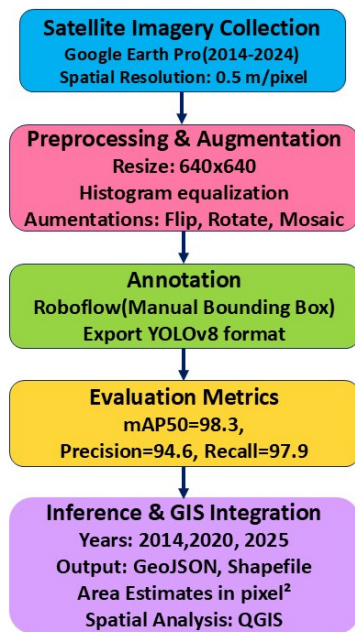 Satellite Imagery Collection
Google Earth Pro(2014-2024)
Spatial Resolution: 0.5 m/pixel
Preprocessing & Augmentation
Resize: 640x640
Histogram equalization
Aumentations: Flip, Rotate, Mosaic
Annotation
Roboflow(Manual Bounding Box)
Export YOLOv8 format
Evaluation Metrics
mAP50=98.3,
Precision=94.6, Recall=97.9
Inference & GIS Integration
Years: 2014,2020, 2025
Output: GeoJSON, Shapefile
Area Estimates in pixel²
Spatial Analysis: QGIS